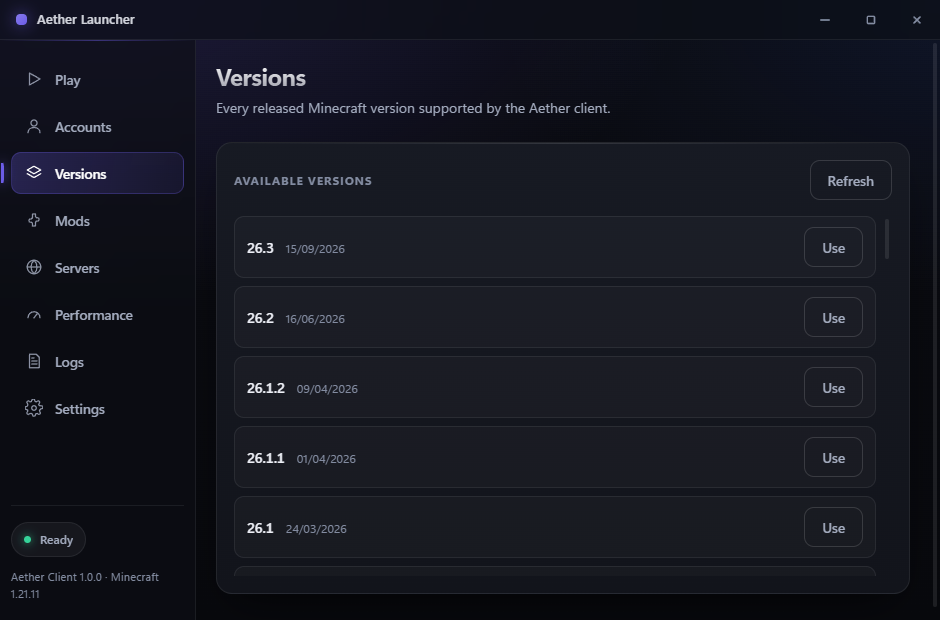 Aether Launcher
Play
Accounts
Versions
Mods
Servers
Performance
Logs
Settings
Ready
Aether Client 1.0.0 · Minecraft
1.21.11
Versions
Every released Minecraft version supported by the Aether client.
AVAILABLE VERSIONS
Refresh
26.3 15/09/2026 Use
26.2 16/06/2026 Use
26.1.2 09/04/2026 Use
26.1.1 01/04/2026 Use
26.1 24/03/2026 Use